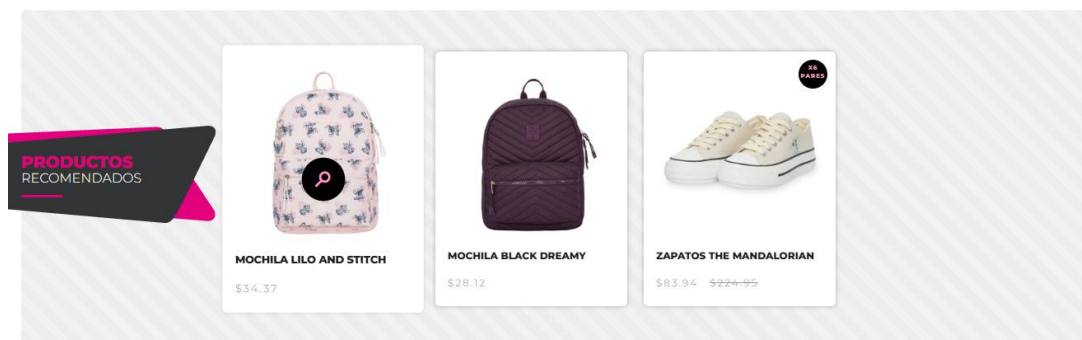 PRODUCTOS
RECOMENDADOS
MOCHILA LILO AND STITCH
$34.37
MOCHILA BLACK DREAMY
$28.12
X6
PARES
ZAPATOS THE MANDALORIAN
$83.94 $224.95